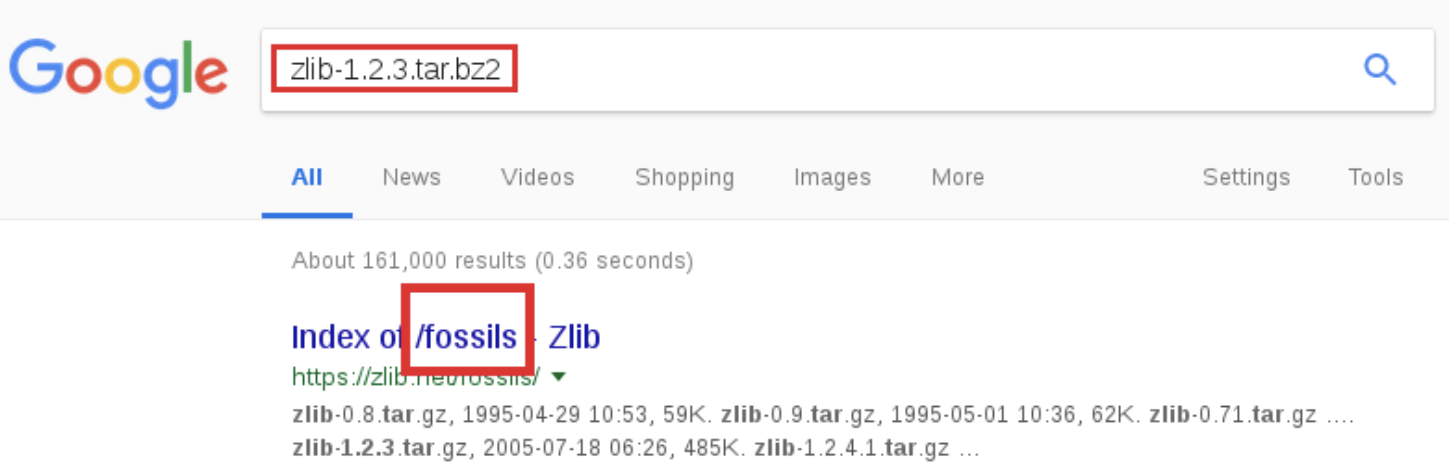 Google
zlib-1.2.3.tar.bz2
All News Videos Shopping Images More Settings Tools
About 161,000 results (0.36 seconds)
Index of /fossils - Zlib
https://zlib.net/fossils/
zlib-0.8.tar.gz, 1995-04-29 10:53, 59K. zlib-0.9.tar.gz, 1995-05-01 10:36, 62K. zlib-0.71.tar.gz ....
zlib-1.2.3.tar.gz, 2005-07-18 06:26, 485K. zlib-1.2.4.1.tar.gz ...